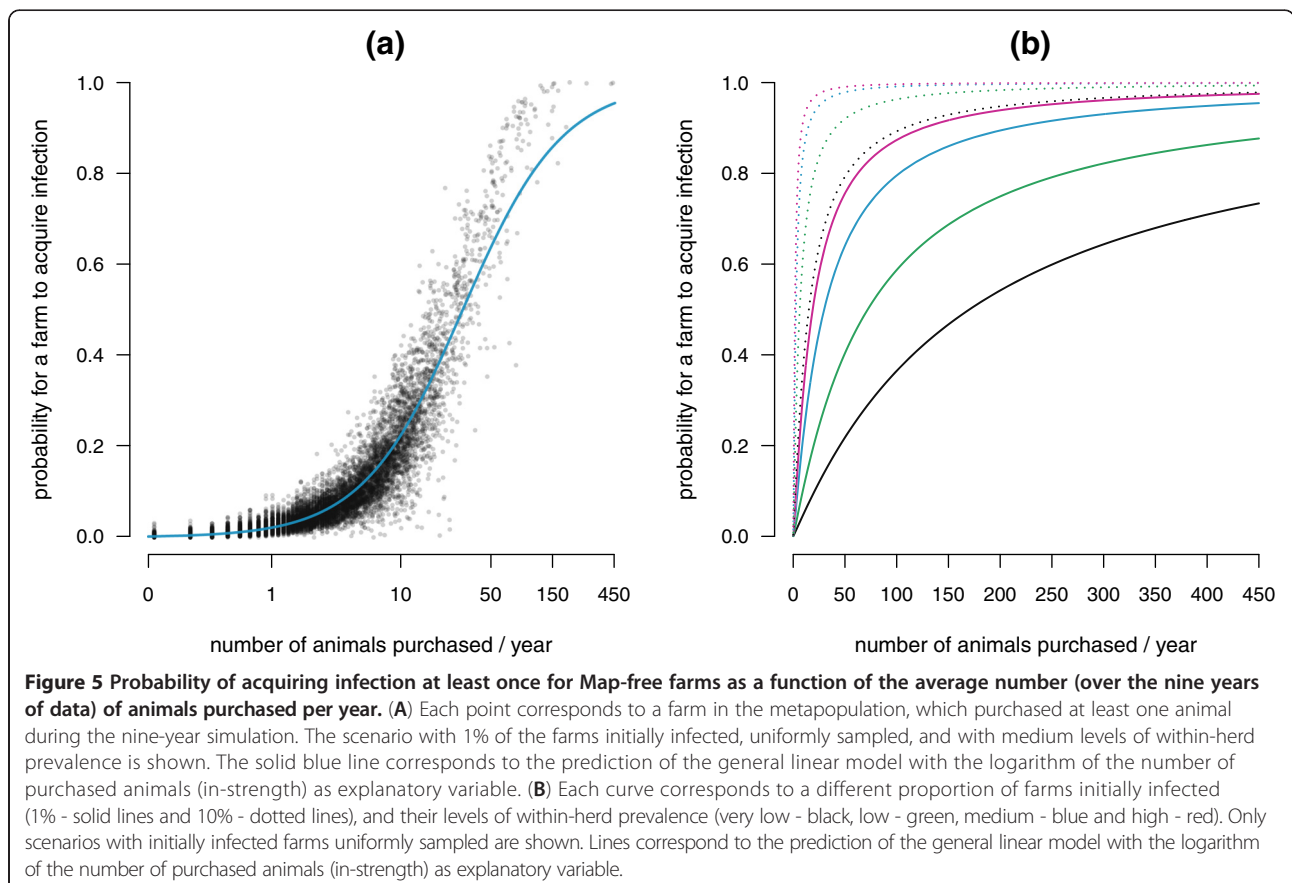 (a)
(b)
probability for a farm to acquire infection
1.0
0.8
0.6
0.4
0.2
0.0
0 1 10 50 150 450
number of animals purchased / year
probability for a farm to acquire infection
1.0
0.8
0.6
0.4
0.2
0.0
0 50 100 150 200 250 300 350 400 450
number of animals purchased / year
Figure 5 Probability of acquiring infection at least once for Map-free farms as a function of the average number (over the nine years
of data) of animals purchased per year. (A) Each point corresponds to a farm in the metapopulation, which purchased at least one animal
during the nine-year simulation. The scenario with 1% of the farms initially infected, uniformly sampled, and with medium levels of within-herd
prevalence is shown. The solid blue line corresponds to the prediction of the general linear model with the logarithm of the number of
purchased animals (in-strength) as explanatory variable. (B) Each curve corresponds to a different proportion of farms initially infected
(1% - solid lines and 10% - dotted lines), and their levels of within-herd prevalence (very low - black, low - green, medium - blue and high - red). Only
scenarios with initially infected farms uniformly sampled are shown. Lines correspond to the prediction of the general linear model with the logarithm
of the number of purchased animals (in-strength) as explanatory variable.